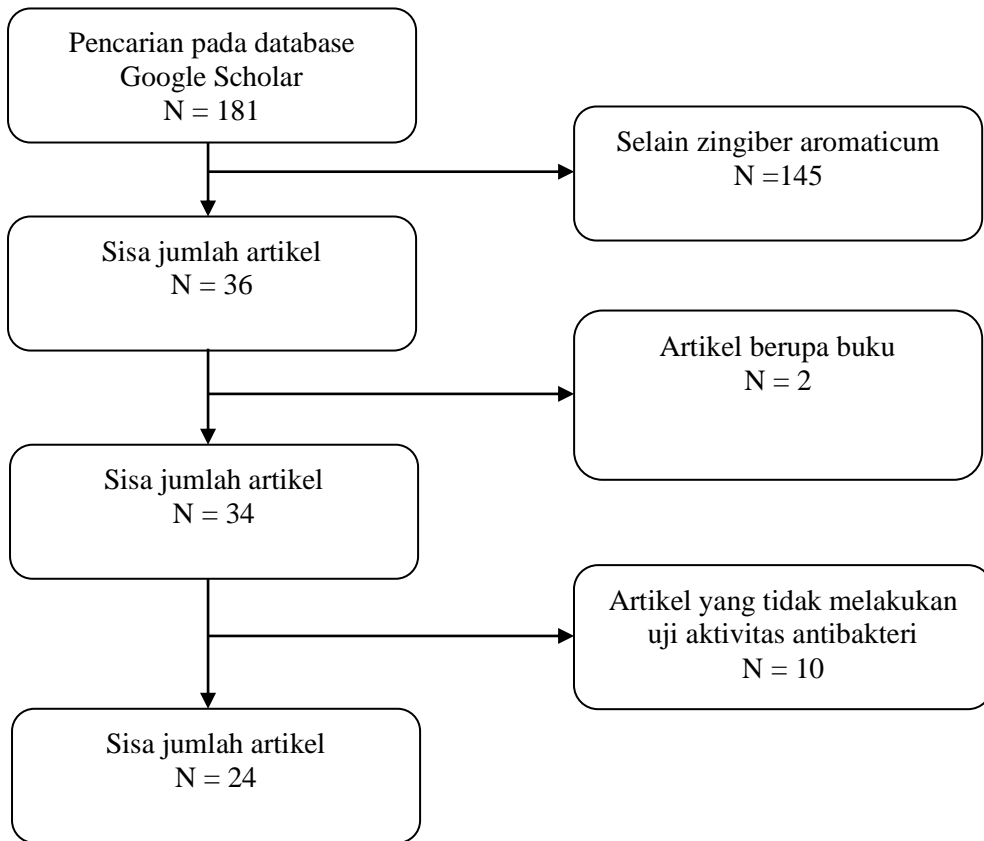 Pencarian pada database
Google Scholar
N = 181
Selain zingiber aromaticum
N =145
Sisa jumlah artikel
N = 36
Artikel berupa buku
N = 2
Sisa jumlah artikel
N = 34
Artikel yang tidak melakukan
uji aktivitas antibakteri
N = 10
Sisa jumlah artikel
N = 24